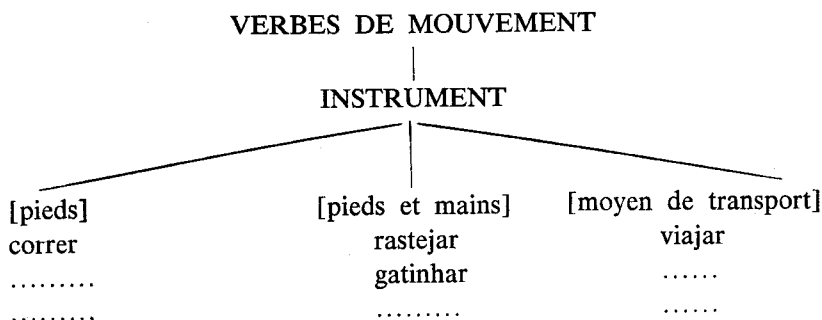 VERBES DE MOUVEMENT
INSTRUMENT
[pieds] [pieds et mains] [moyen de transport]
correr rastejar viajar
......... gatinhar ......
......... ......... ......